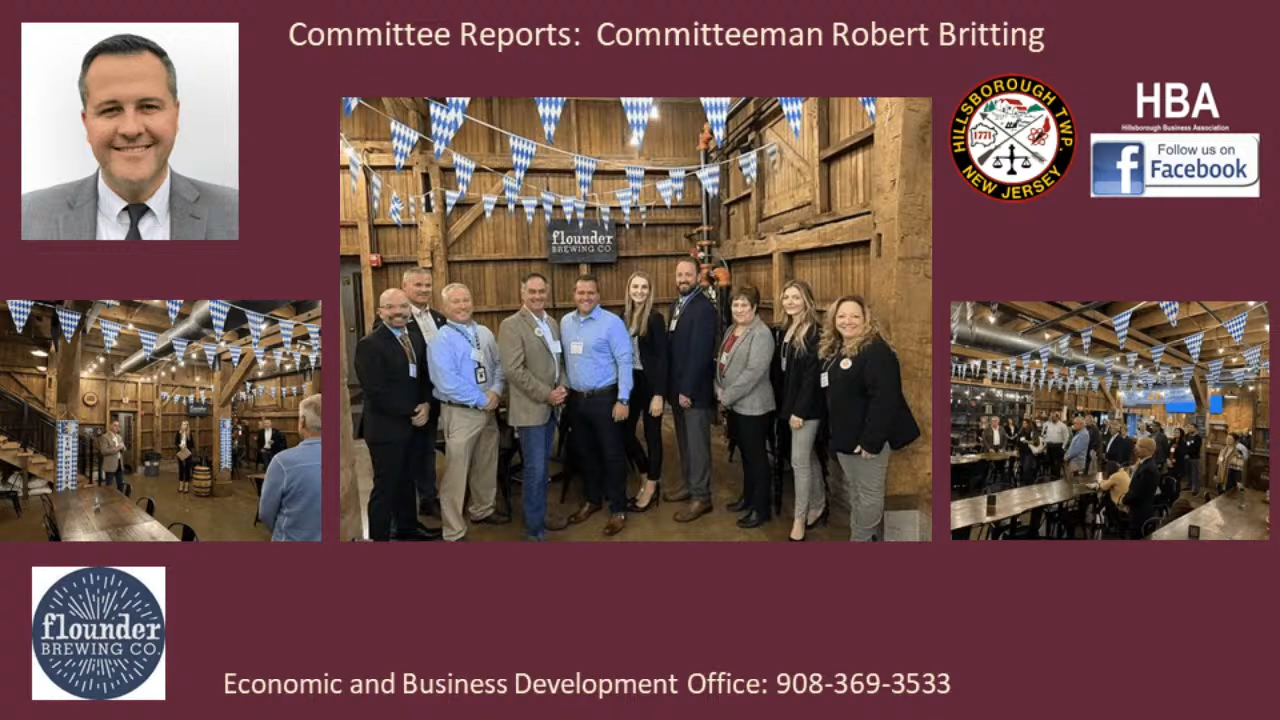 Committee Reports:  Committeeman Robert Britting
HILLSBOROUGH TWP.
1771
NEW JERSEY
HBA
Hillsborough Business Association
Follow us on
Facebook
flounder
BREWING CO.
flounder
BREWING CO.
Economic and Business Development Office: 908-369-3533